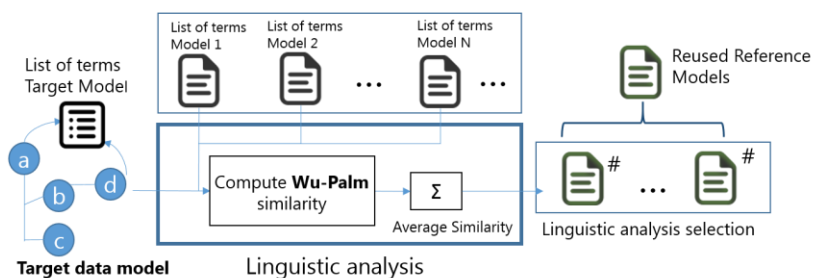 List of terms
Target Model
a
b
d
c
Target data model
List of terms
Model 1
List of terms
Model 2
...
List of terms
Model N
...
Compute Wu-Palm
similarity
Σ
Average Similarity
Linguistic analysis
Reused Reference
Models
#
...
#
Linguistic analysis selection